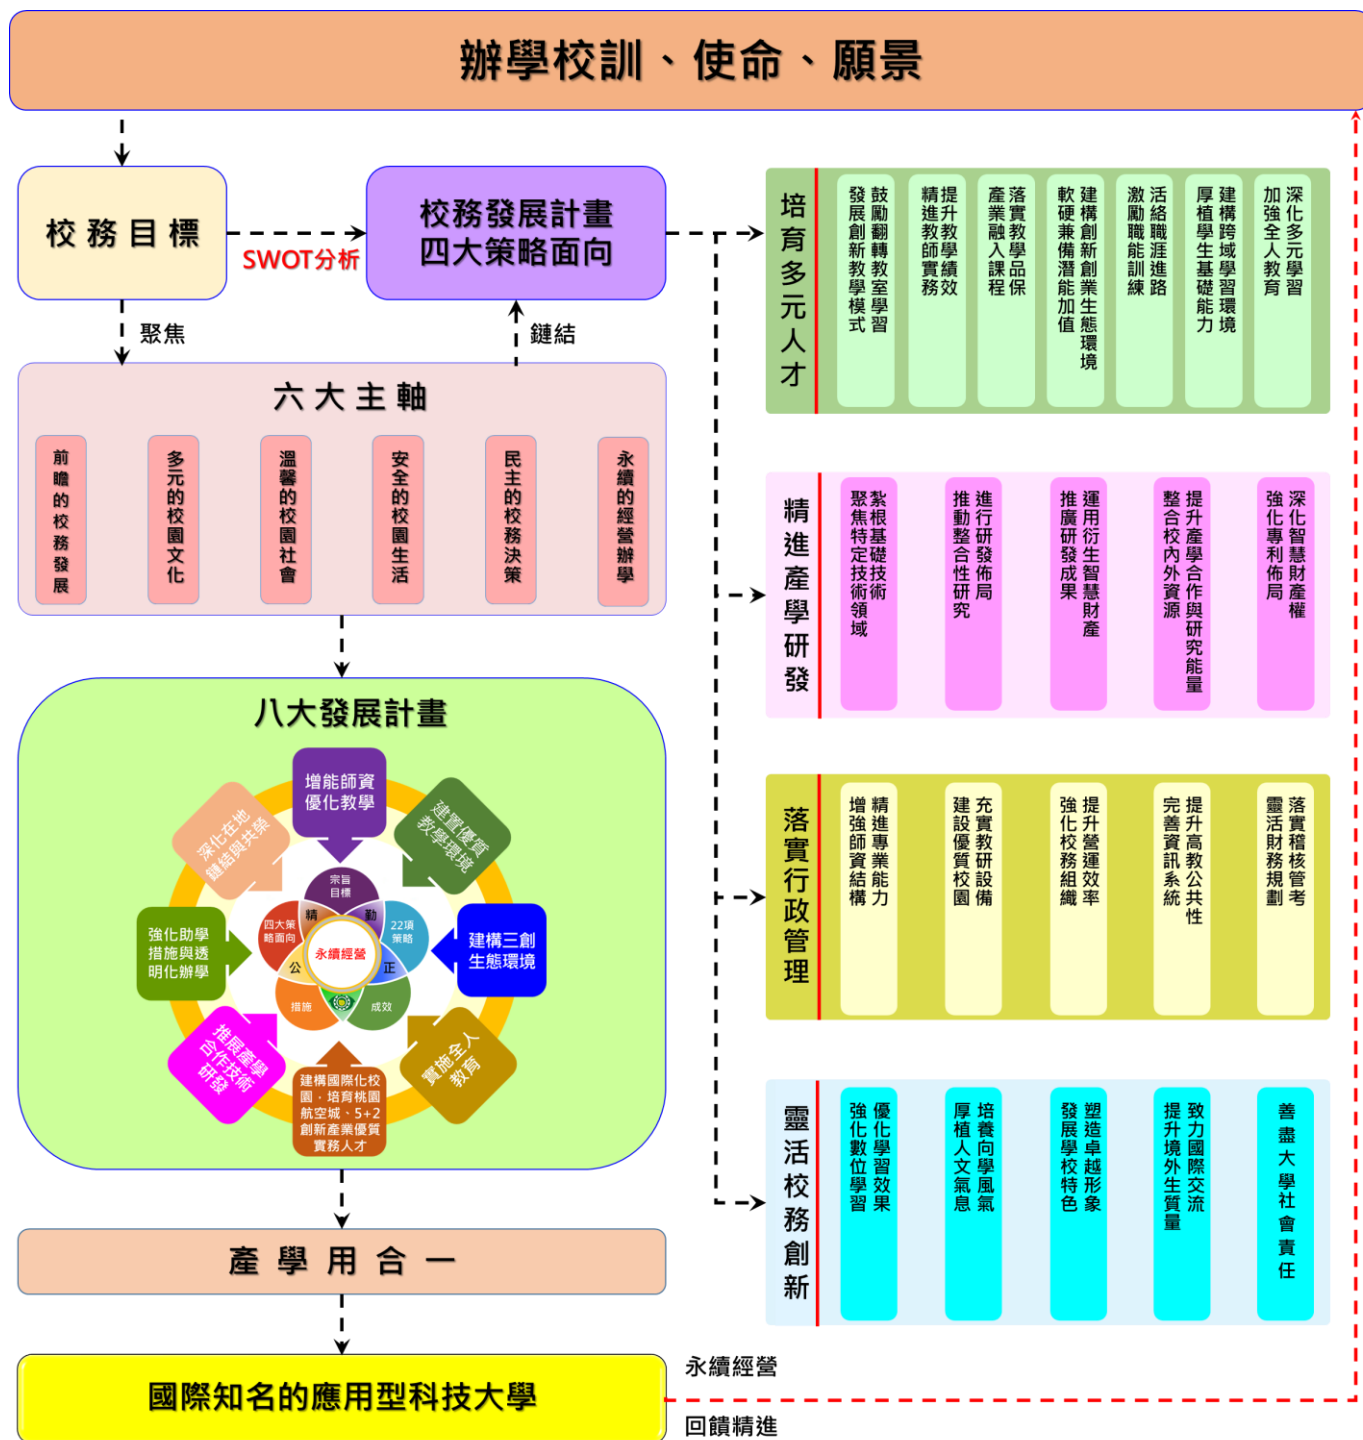 辦學校訓、使命、願景
校務目標
SWOT分析
校務發展計畫
四大策略面向
聚焦
鏈結
六大主軸
前瞻的校務發展
多元的校園文化
溫馨的校園社會
安全的校園生活
民主的校務決策
永續的經營辦學
八大發展計畫
增能師資
優化教學
建置優質
教學環境
建構三創
生態環境
實施全人
教育
建構國際化校
園．培育桃園
航空城、5+2
創新產業優質
實務人才
推展產學
合作技術
研發
強化助學
措施與透
明化辦學
深化在地
鏈結與共榮
宗旨
目標
22項
策略
成效
措施
四大策
略面向
精
勤
公
正
永續經營
產學用合一
國際知名的應用型科技大學
永續經營
回饋精進
培育多元人才
鼓勵翻轉教室學習
發展創新教學模式
提升教學績效
精進教師實務
落實教學品保
產業融入課程
建構創新創業生態環境
軟硬兼備潛能加值
活絡職涯進路
激勵職能訓練
建構跨域學習環境
厚植學生基礎能力
深化多元學習
加強全人教育
精進產學研發
紮根基礎技術
聚焦特定技術領域
進行研發佈局
推動整合性研究
運用衍生智慧財產
推廣研發成果
提升產學合作與研究能量
整合校內外資源
深化智慧財產權
強化專利佈局
落實行政管理
精進專業能力
增強師資結構
充實教研設備
建設優質校園
提升營運效率
強化校務組織
提升高教公共性
完善資訊系統
落實稽核管考
靈活財務規劃
靈活校務創新
優化學習效果
強化數位學習
培養向學風氣
厚植人文氣息
塑造卓越形象
發展學校特色
致力國際交流
提升境外生質量
善盡大學社會責任